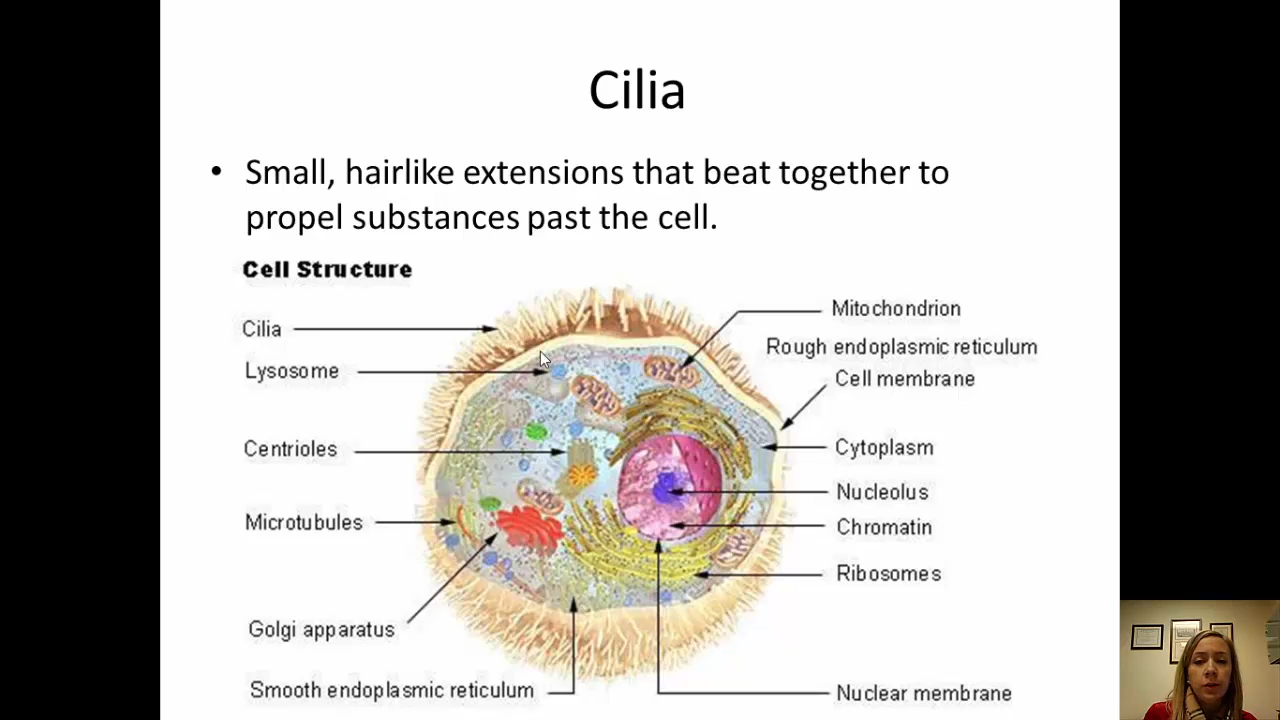 Cilia
• Small, hairlike extensions that beat together to
propel substances past the cell.
Cell Structure
Cilia
Lysosome
Centrioles
Microtubules
Golgi apparatus
Smooth endoplasmic reticulum
Mitochondrion
Rough endoplasmic reticulum
Cell membrane
Cytoplasm
Nucleolus
Chromatin
Ribosomes
Nuclear membrane